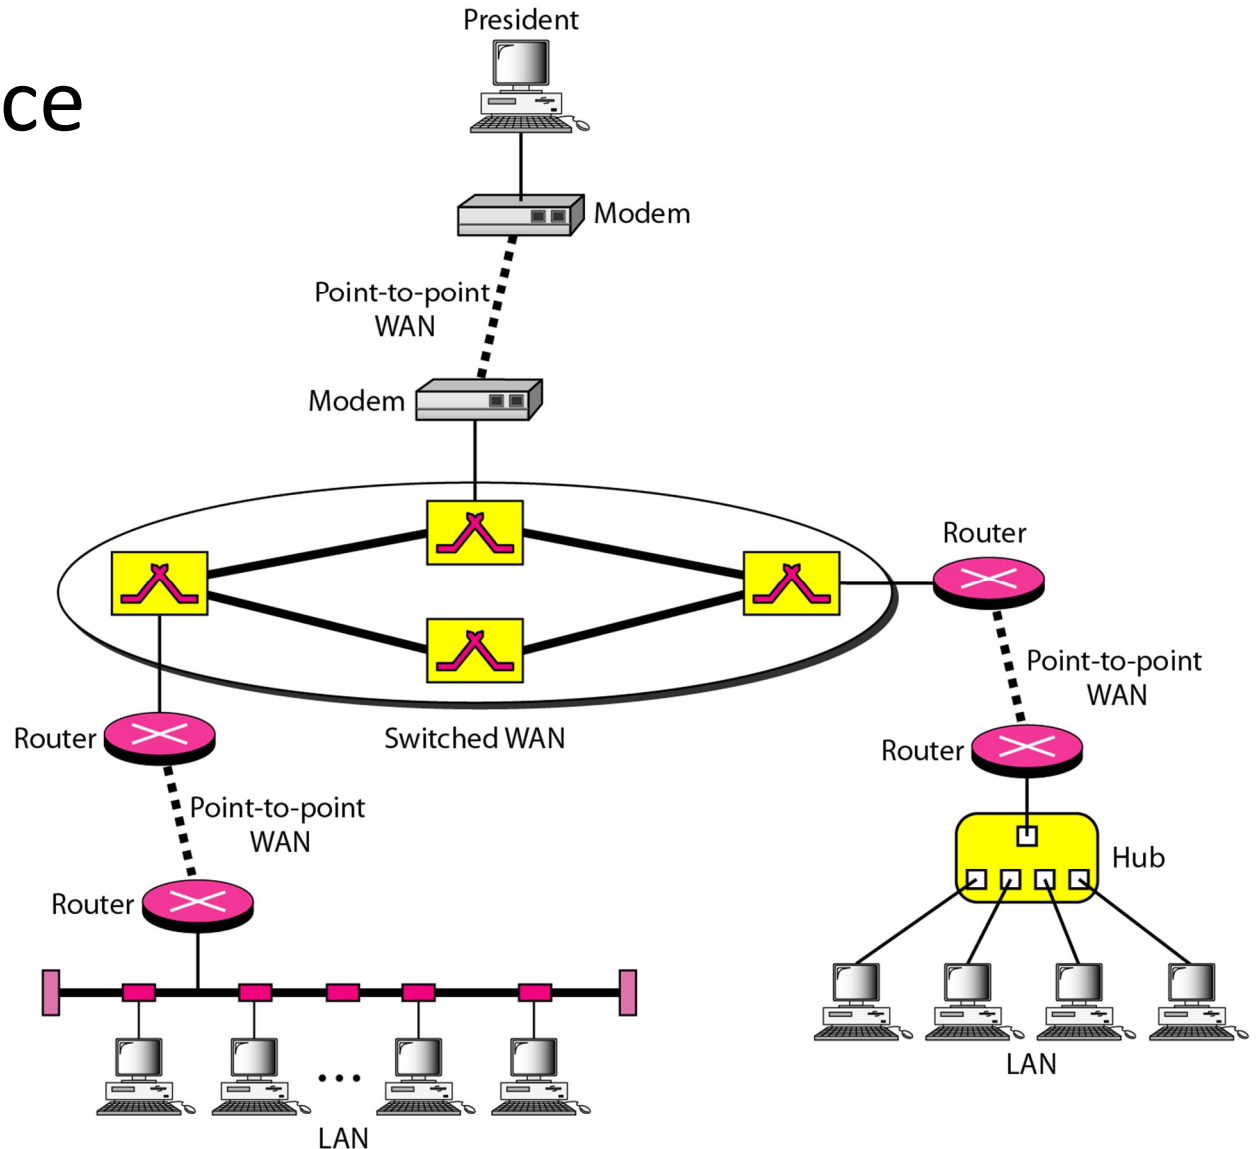 President
ce
Modem
Point-to-point
WAN
Modem
Router
Point-to-point
WAN
Router
Switched WAN
Router
Point-to-point
WAN
Hub
Router
LAN
LAN